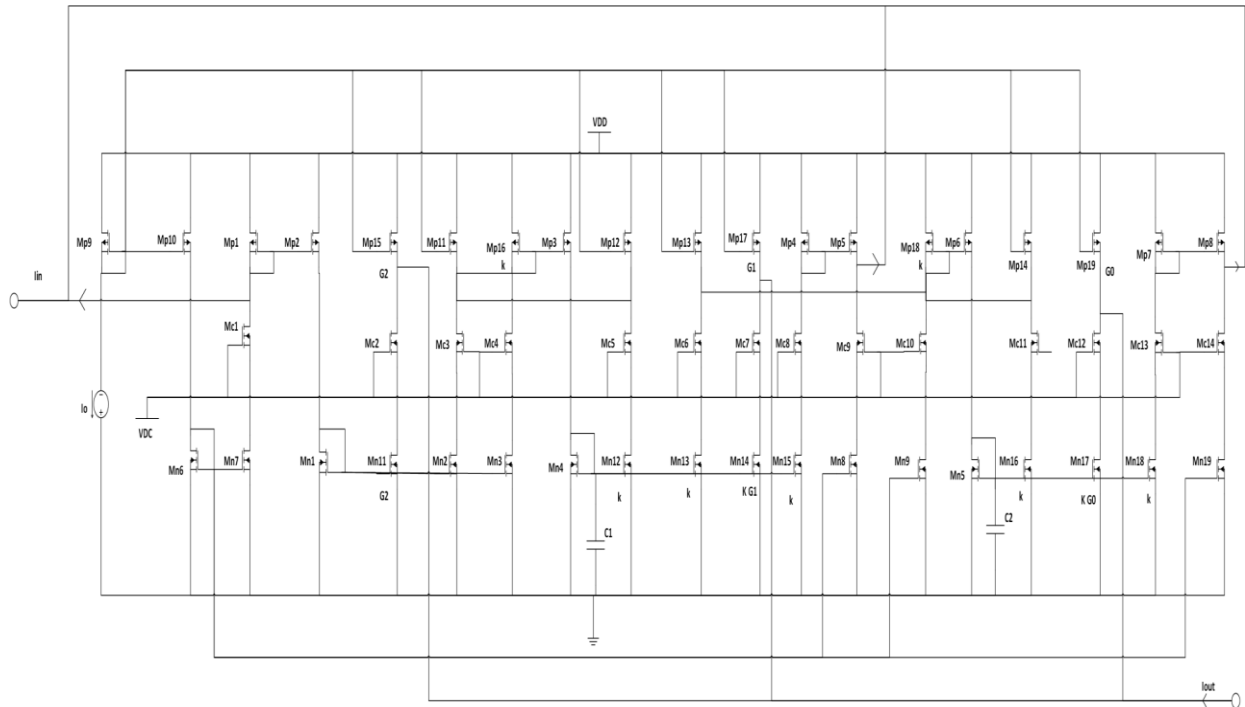 VDD
Mp9
Mp10
Mp1
Mp2
Mp15
Mp11
Mp16
Mp3
Mp12
Mp13
Mp17
Mp4
Mp5
Mp18
Mp6
Mp14
Mp19
Mp7
Mp8
G2
k
G1
k
G0
Iin
Mc1
Mc2
Mc3
Mc4
Mc5
Mc6
Mc7
Mc8
Mc9
Mc10
Mc11
Mc12
Mc13
Mc14
Io
VDC
Mn6
Mn7
Mn1
Mn11
Mn2
Mn3
Mn4
Mn12
Mn13
Mn14
Mn15
Mn8
Mn9
Mn5
Mn16
Mn17
Mn18
Mn19
G2
k
k
K G1
k
k
K G0
k
C1
C2
Iout